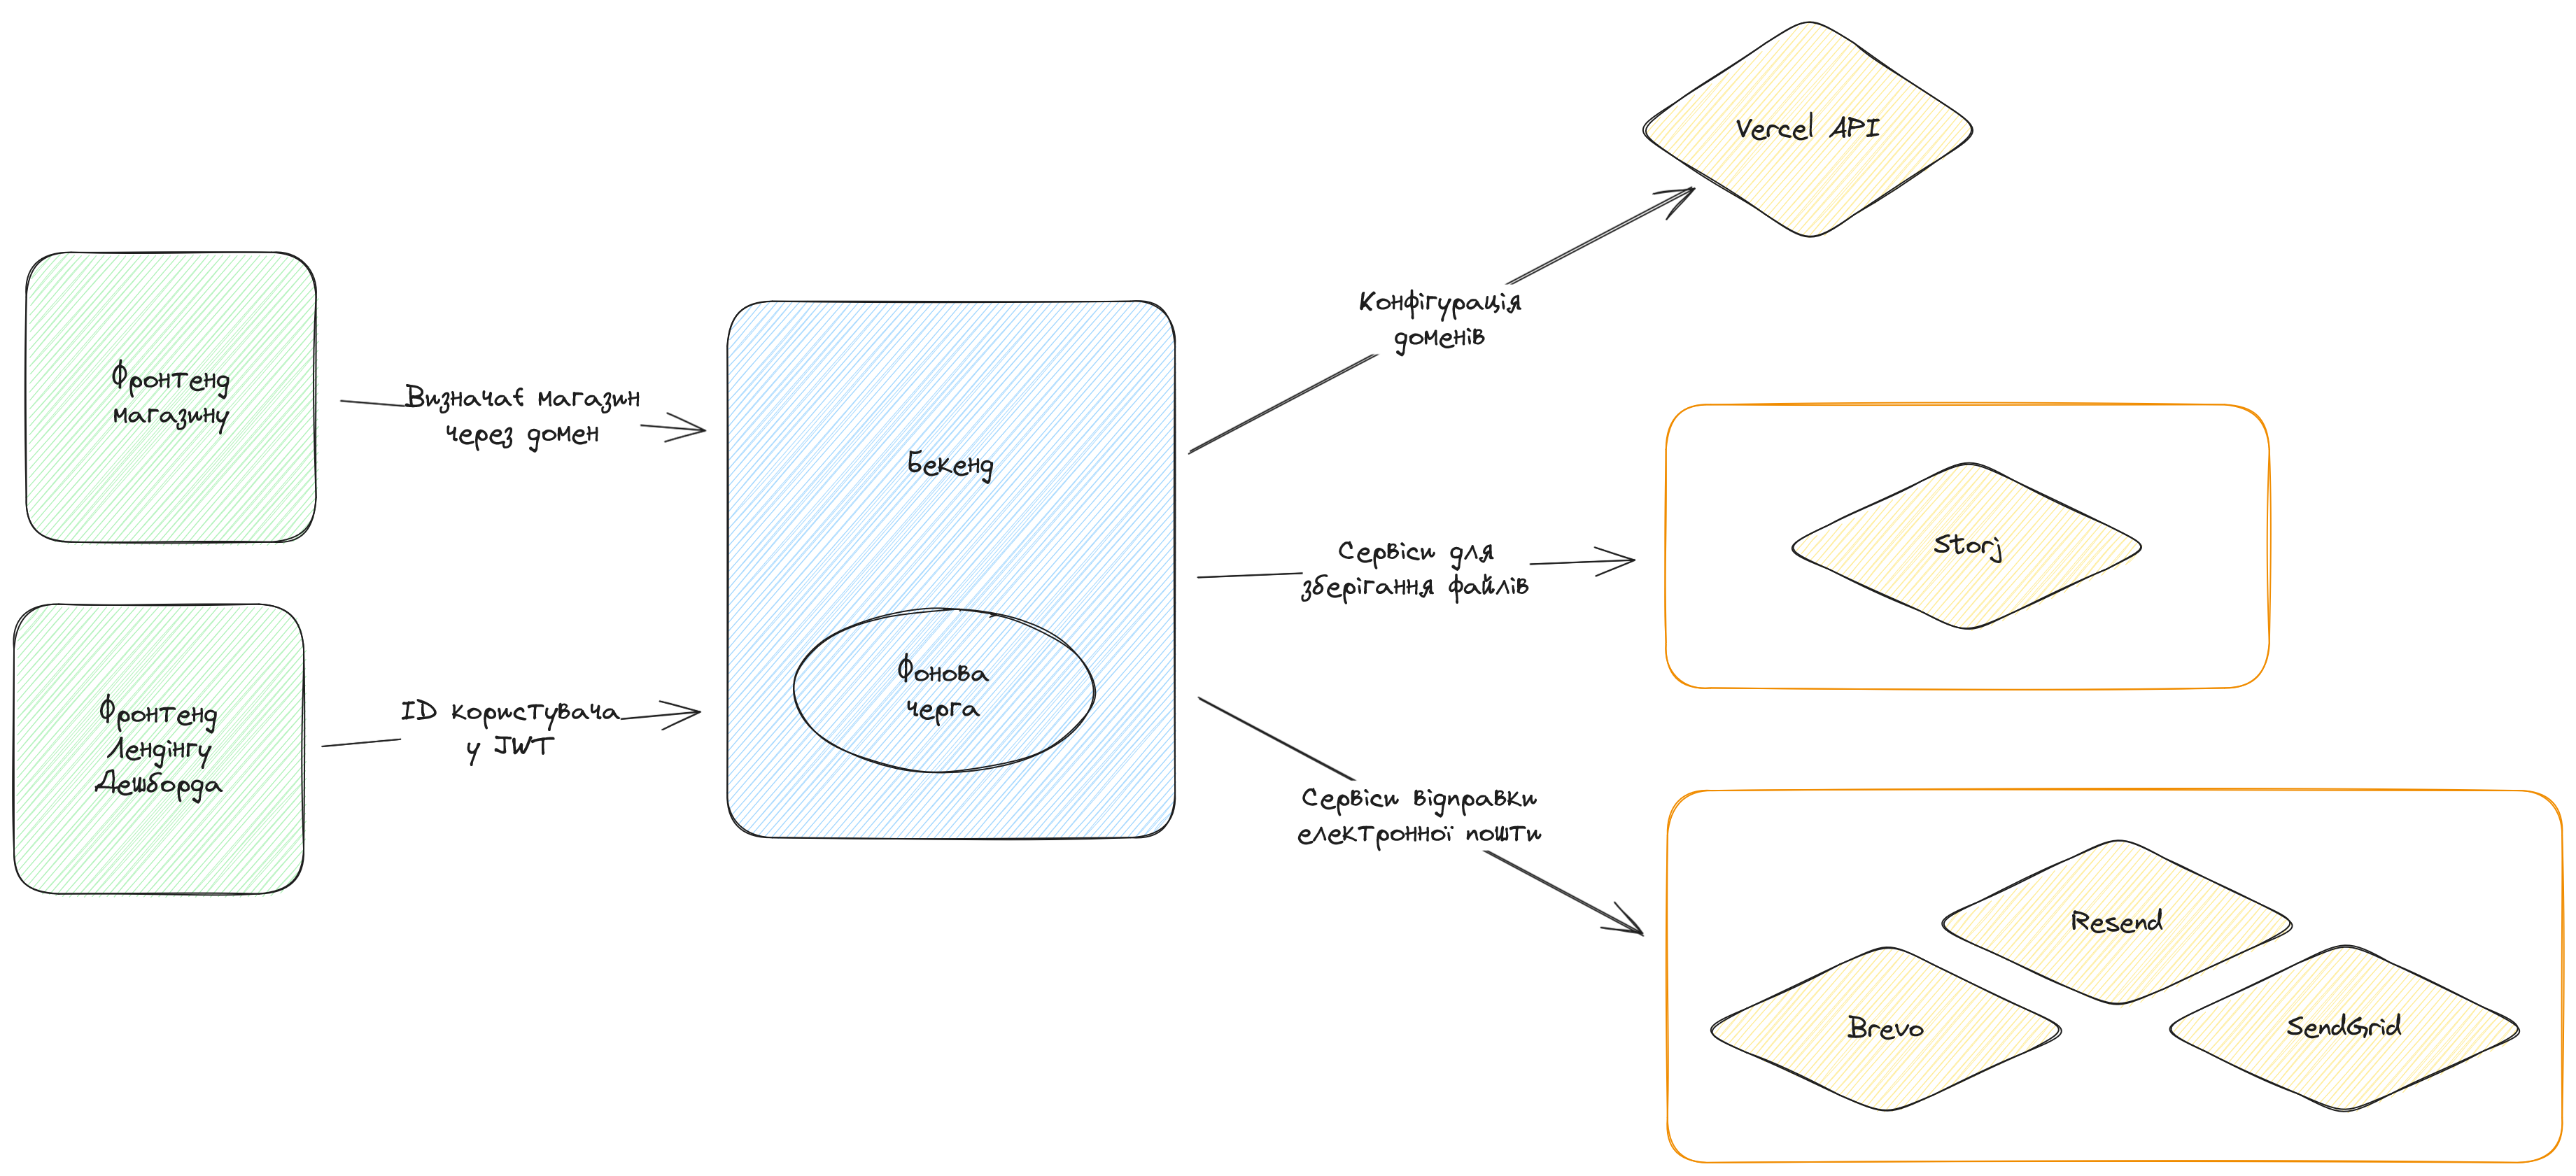 Vercel API
Фронтенд
магазину
Визначає магазин
через домен
Бекенд
Фонова
черга
Конфігурація
доменів
Сервіси для
зберігання файлів
Storj
Фронтенд
Лендінгу
Дешборда
ID користувача
у JWT
Сервіси відправки
електронної пошти
Resend
Brevo
SendGrid